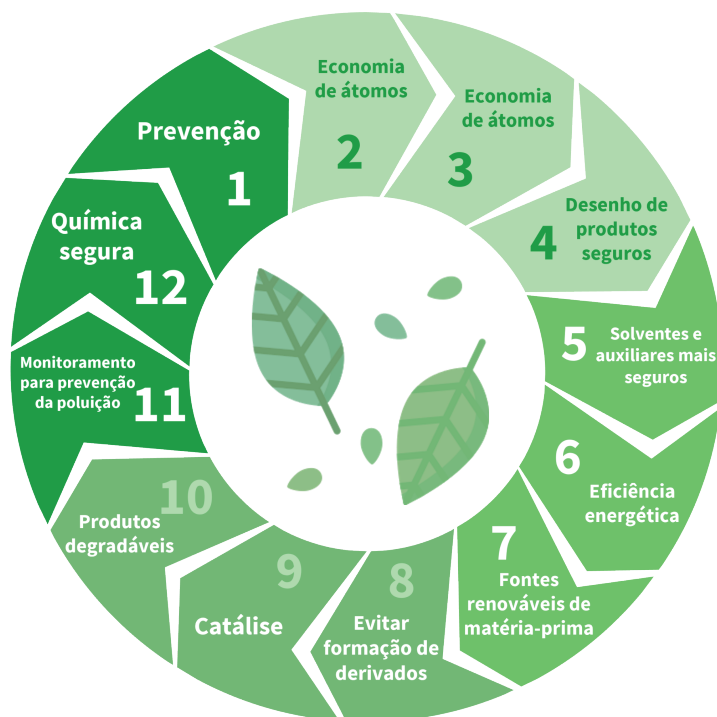 Prevenção
1
Economia
de átomos
2
Economia
de átomos
3
Desenho de
produtos
seguros
4
5
Solventes e
auxiliares mais
seguros
6
Eficiência
energética
7
Fontes
renováveis de
matéria-prima
8
Evitar
formação de
derivados
9
Catálise
10
Produtos
degradáveis
Monitoramento
para prevenção
da poluição
11
Química
segura
12